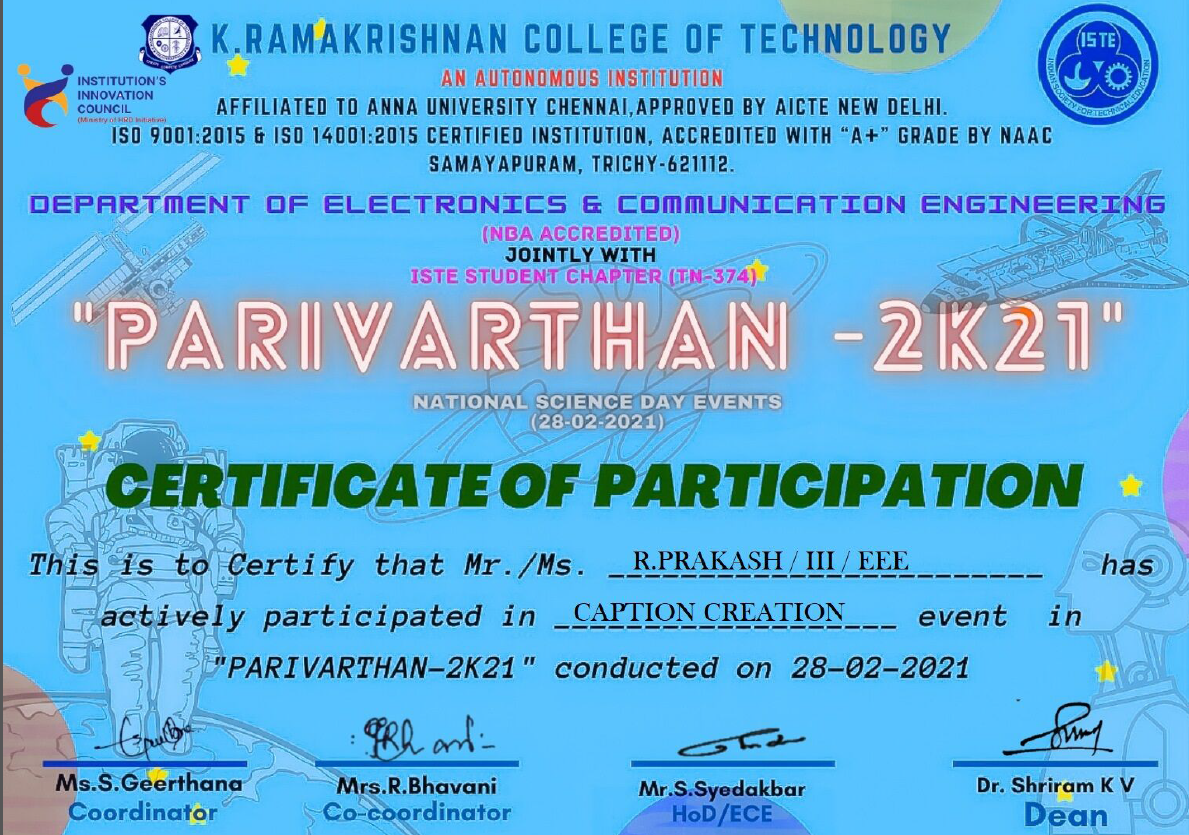 K.RAMAKRISHNAN COLLEGE OF TECHNOLOGY
AN AUTONOMOUS INSTITUTION
INSTITUTION'S
INNOVATION
COUNCIL
(Ministry of HRD Initiative)
ISTE
INDIAN SOCIETY FOR TECHNICAL EDUCATION
AFFILIATED TO ANNA UNIVERSITY CHENNAI,APPROVED BY AICTE NEW DELHI.
ISO 9001:2015 & ISO 14001:2015 CERTIFIED INSTITUTION, ACCREDITED WITH “A+” GRADE BY NAAC
SAMAYAPURAM, TRICHY-621112.
DEPARTMENT OF ELECTRONICS & COMMUNICATION ENGINEERING
(NBA ACCREDITED)
JOINTLY WITH
ISTE STUDENT CHAPTER (TN-374)
"PARIVARTHAN -2K21"
NATIONAL SCIENCE DAY EVENTS
(28-02-2021)
CERTIFICATE OF PARTICIPATION
This is to Certify that Mr./Ms. R.PRAKASH / III / EEE has
actively participated in CAPTION CREATION event in
"PARIVARTHAN-2K21" conducted on 28-02-2021
Ms.S.Geerthana Mrs.R.Bhavani Mr.S.Syedakbar Dr. Shriram K V
Coordinator Co-coordinator HoD/ECE Dean